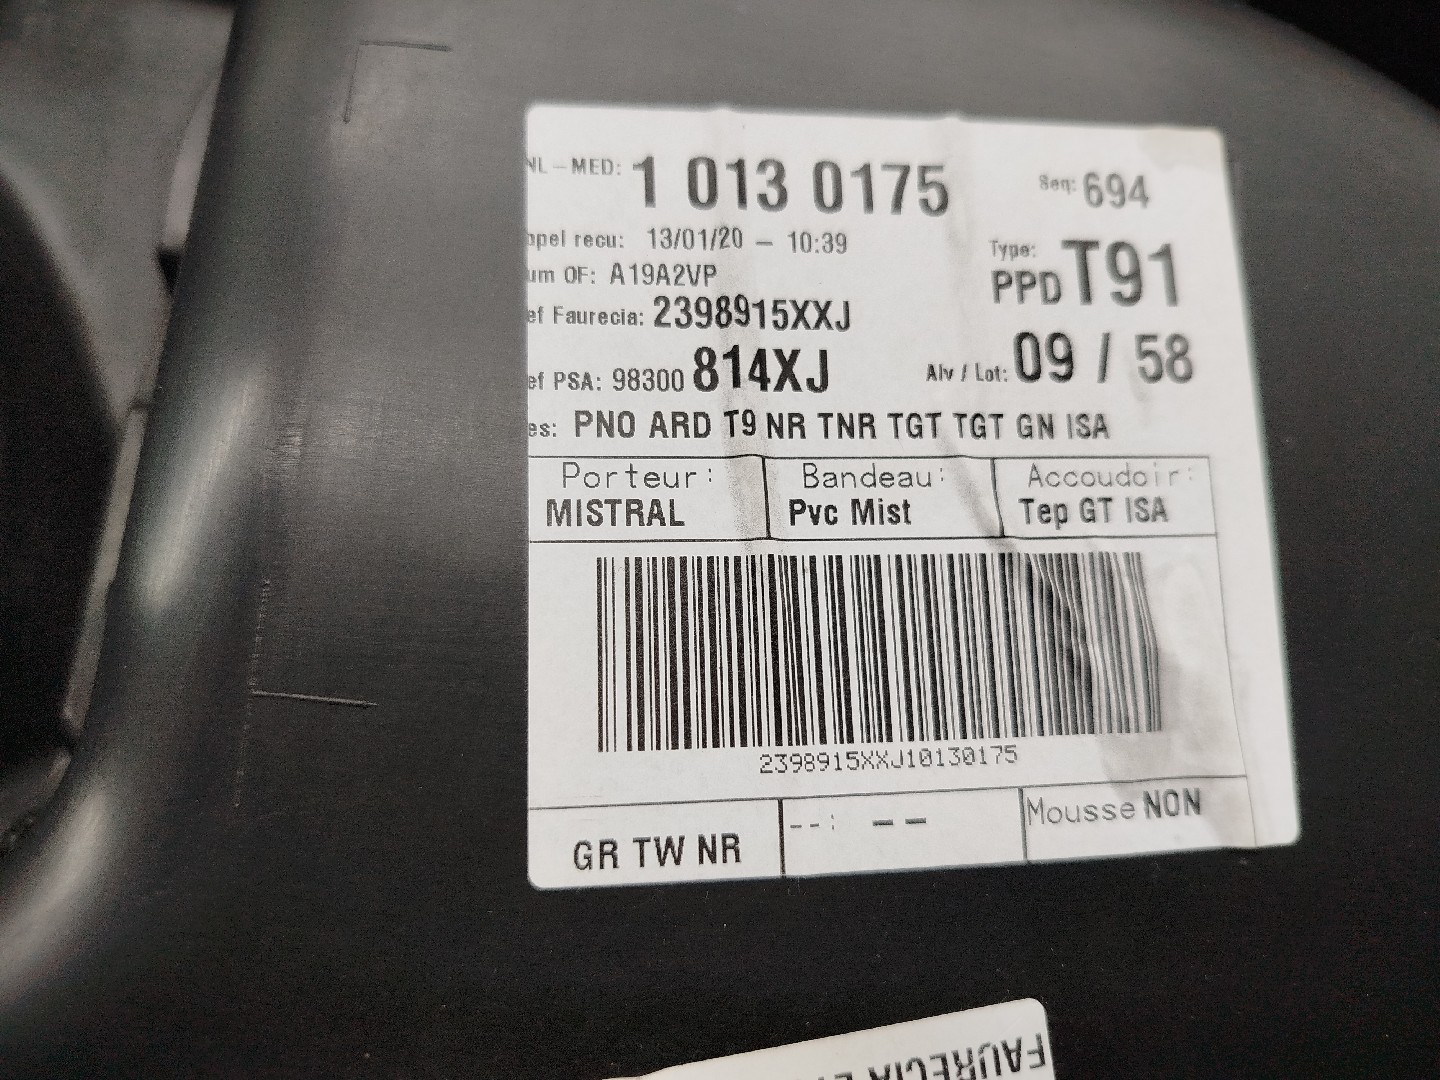 NL-MED: 1 013 0175 Seq: 694
ppel recu: 13/01/20 - 10:39
Type: PPD T91
um OF: A19A2VP
ef Faurecia: 2398915XXJ
ef PSA: 98300 814XJ
Alv / Lot: 09 / 58
es: PNO ARD T9 NR TNR TGT TGT GN ISA
Porteur: Bandeau: Accoudoir:
MISTRAL Pvc Mist Tep GT ISA
2398915XXJ10130175
GR TW NR --: -- Mousse NON
FAURECIA